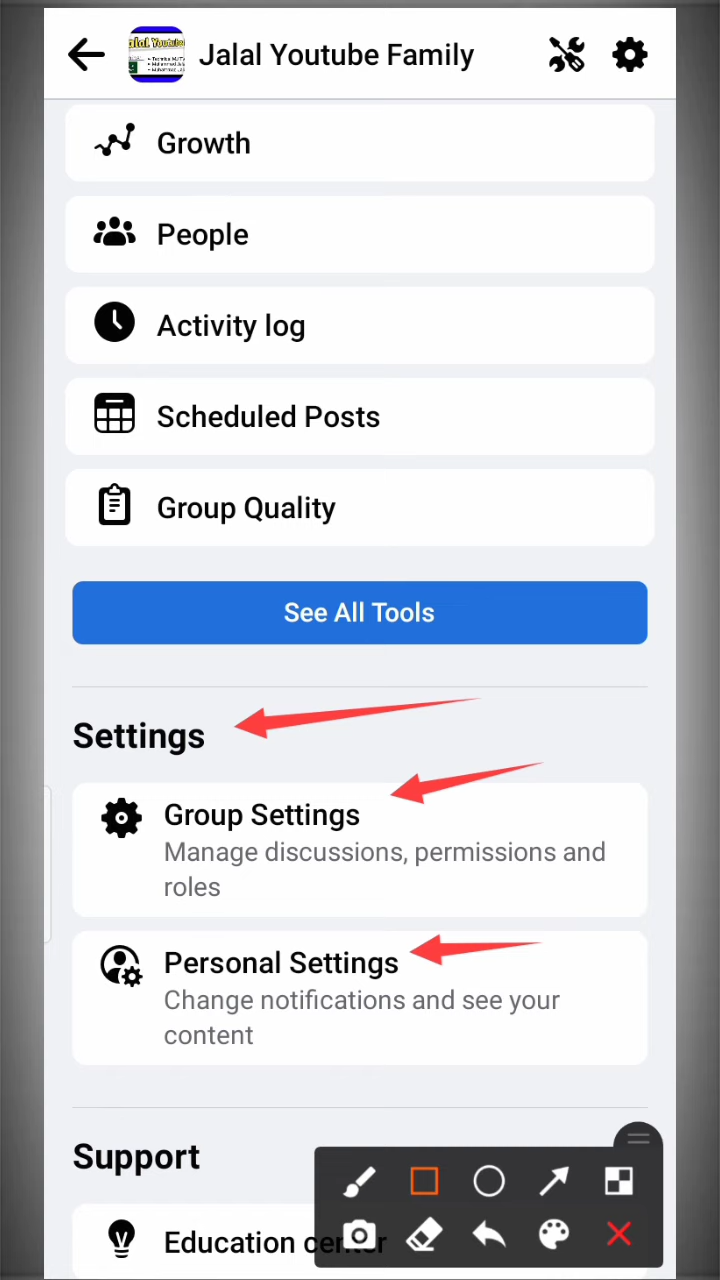 Jalal Youtube Family
Growth
People
Activity log
Scheduled Posts
Group Quality
See All Tools
Settings
Group Settings
Manage discussions, permissions and
roles
Personal Settings
Change notifications and see your
content
Support
Education center